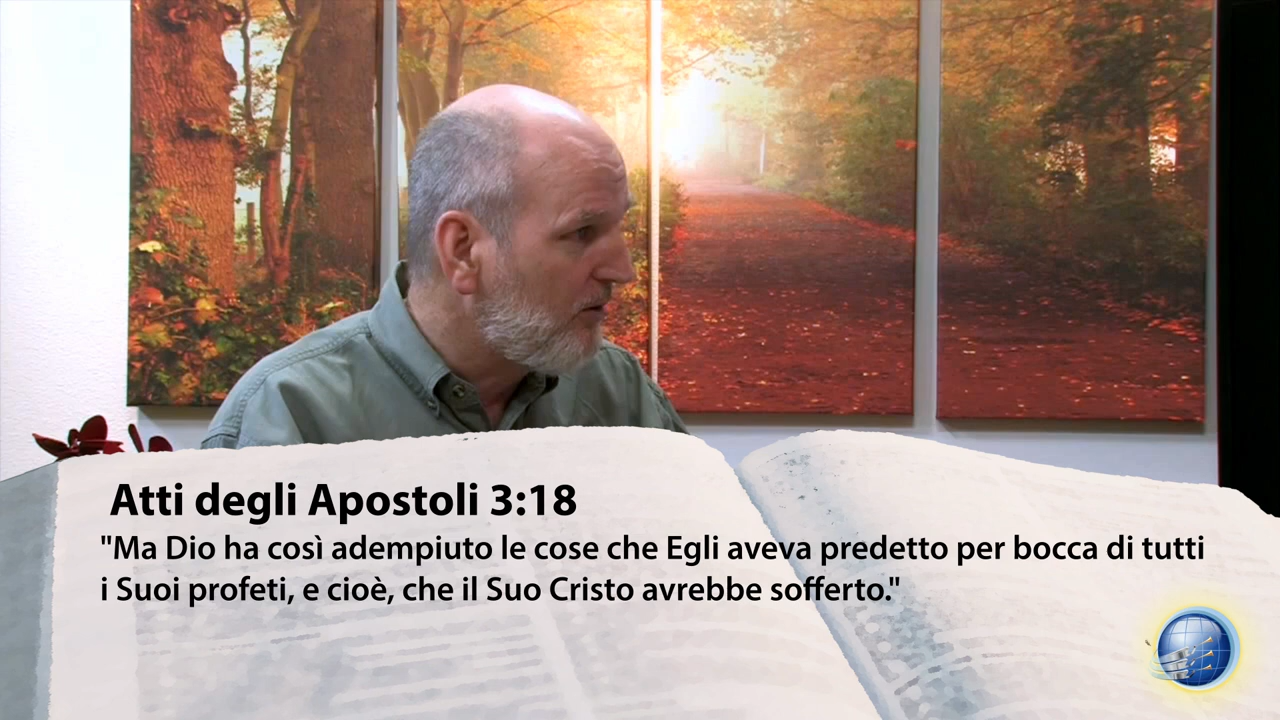 Atti degli Apostoli 3:18
"Ma Dio ha così adempiuto le cose che Egli aveva predetto per bocca di tutti
i Suoi profeti, e cioè, che il Suo Cristo avrebbe sofferto."